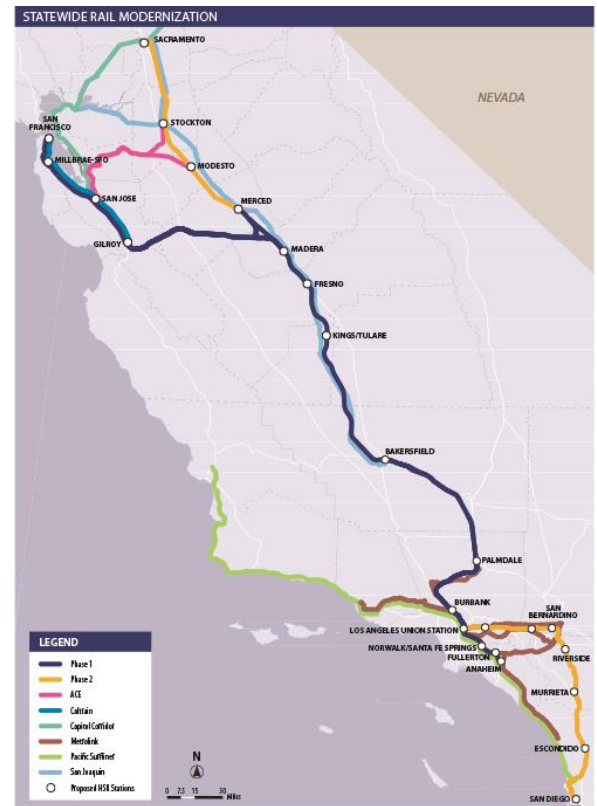 STATEWIDE RAIL MODERNIZATION
SACRAMENTO
NEVADA
SAN
FRANCISCO
STOCKTON
MILLBRAE-SFO
MODESTO
SAN JOSE
MERCED
GILROY
MADERA
FRESNO
KINGS/TULARE
BAKERSFIELD
PALMDALE
BURBANK
SAN
BERNARDINO
LOS ANGELES UNION STATION
NORWALK/SANTA FE SPRINGS
FULLERTON
ANAHEIM
RIVERSIDE
MURRIETA
ESCONDIDO
SAN DIEGO
LEGEND
Phase 1
Phase 2
ACE
Caltrain
Capitol Corridor
Metrolink
Pacific Surfliner
San Joaquin
Proposed HSR Stations
N
0 7.5 15 30
Miles